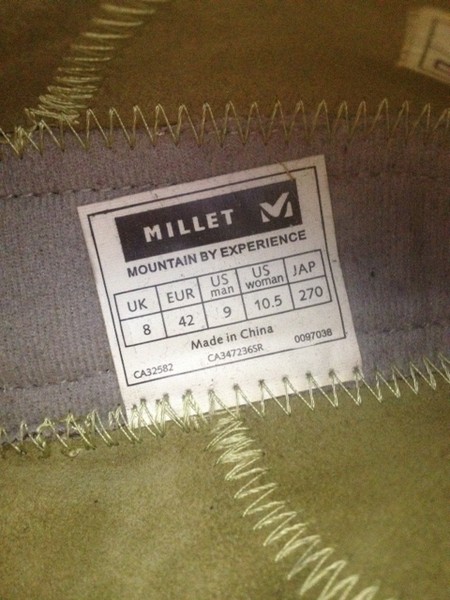 MILLET
MOUNTAIN BY EXPERIENCE
UK EUR US man US woman JAP
8 42 9 10.5 270
Made in China
CA32582 CA347236SR 0097038